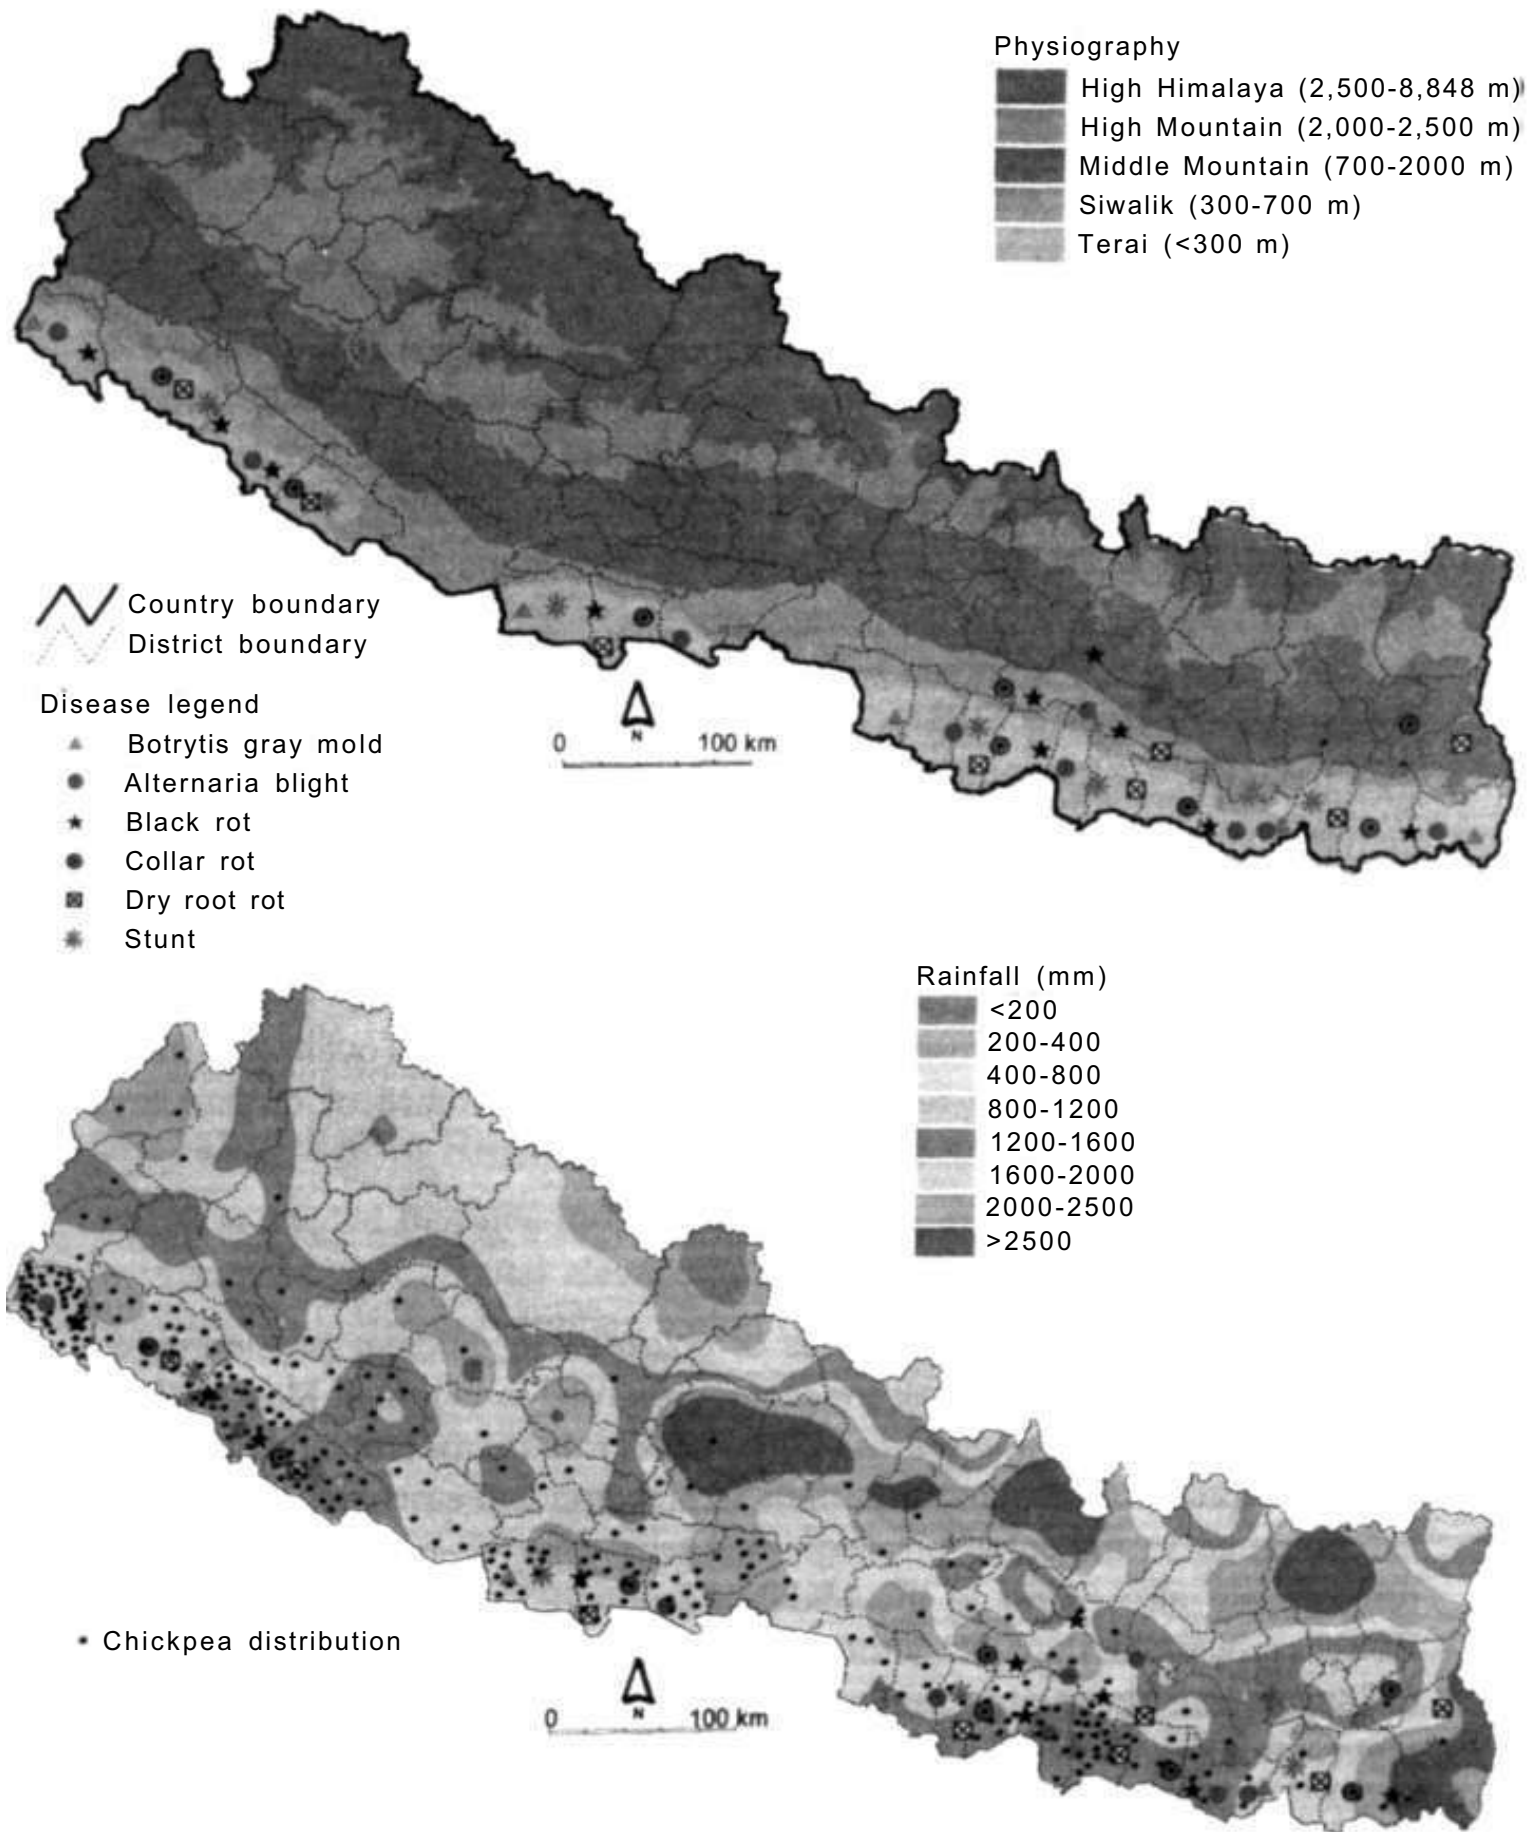 Physiography
High Himalaya (2,500-8,848 m)
High Mountain (2,000-2,500 m)
Middle Mountain (700-2000 m)
Siwalik (300-700 m)
Terai (<300 m)
Country boundary
District boundary
Disease legend
Botrytis gray mold
Alternaria blight
Black rot
Collar rot
Dry root rot
Stunt
N
0 100 km
Rainfall (mm)
<200
200-400
400-800
800-1200
1200-1600
1600-2000
2000-2500
>2500
Chickpea distribution
N
0 100 km